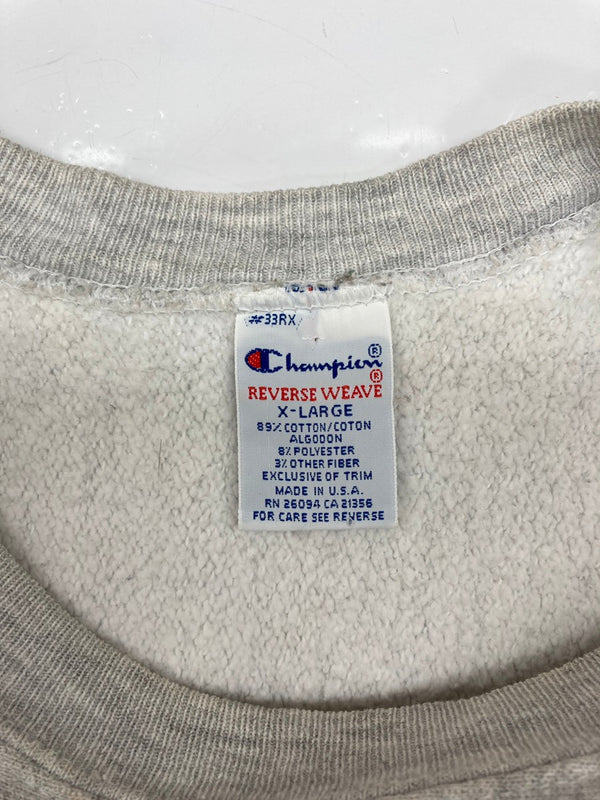 #33RX
Champion®
REVERSE WEAVE®
X-LARGE
89% COTTON/COTON
ALGODON
8% POLYESTER
3% OTHER FIBER
EXCLUSIVE OF TRIM
MADE IN U.S.A.
RN 26094 CA 21356
FOR CARE SEE REVERSE